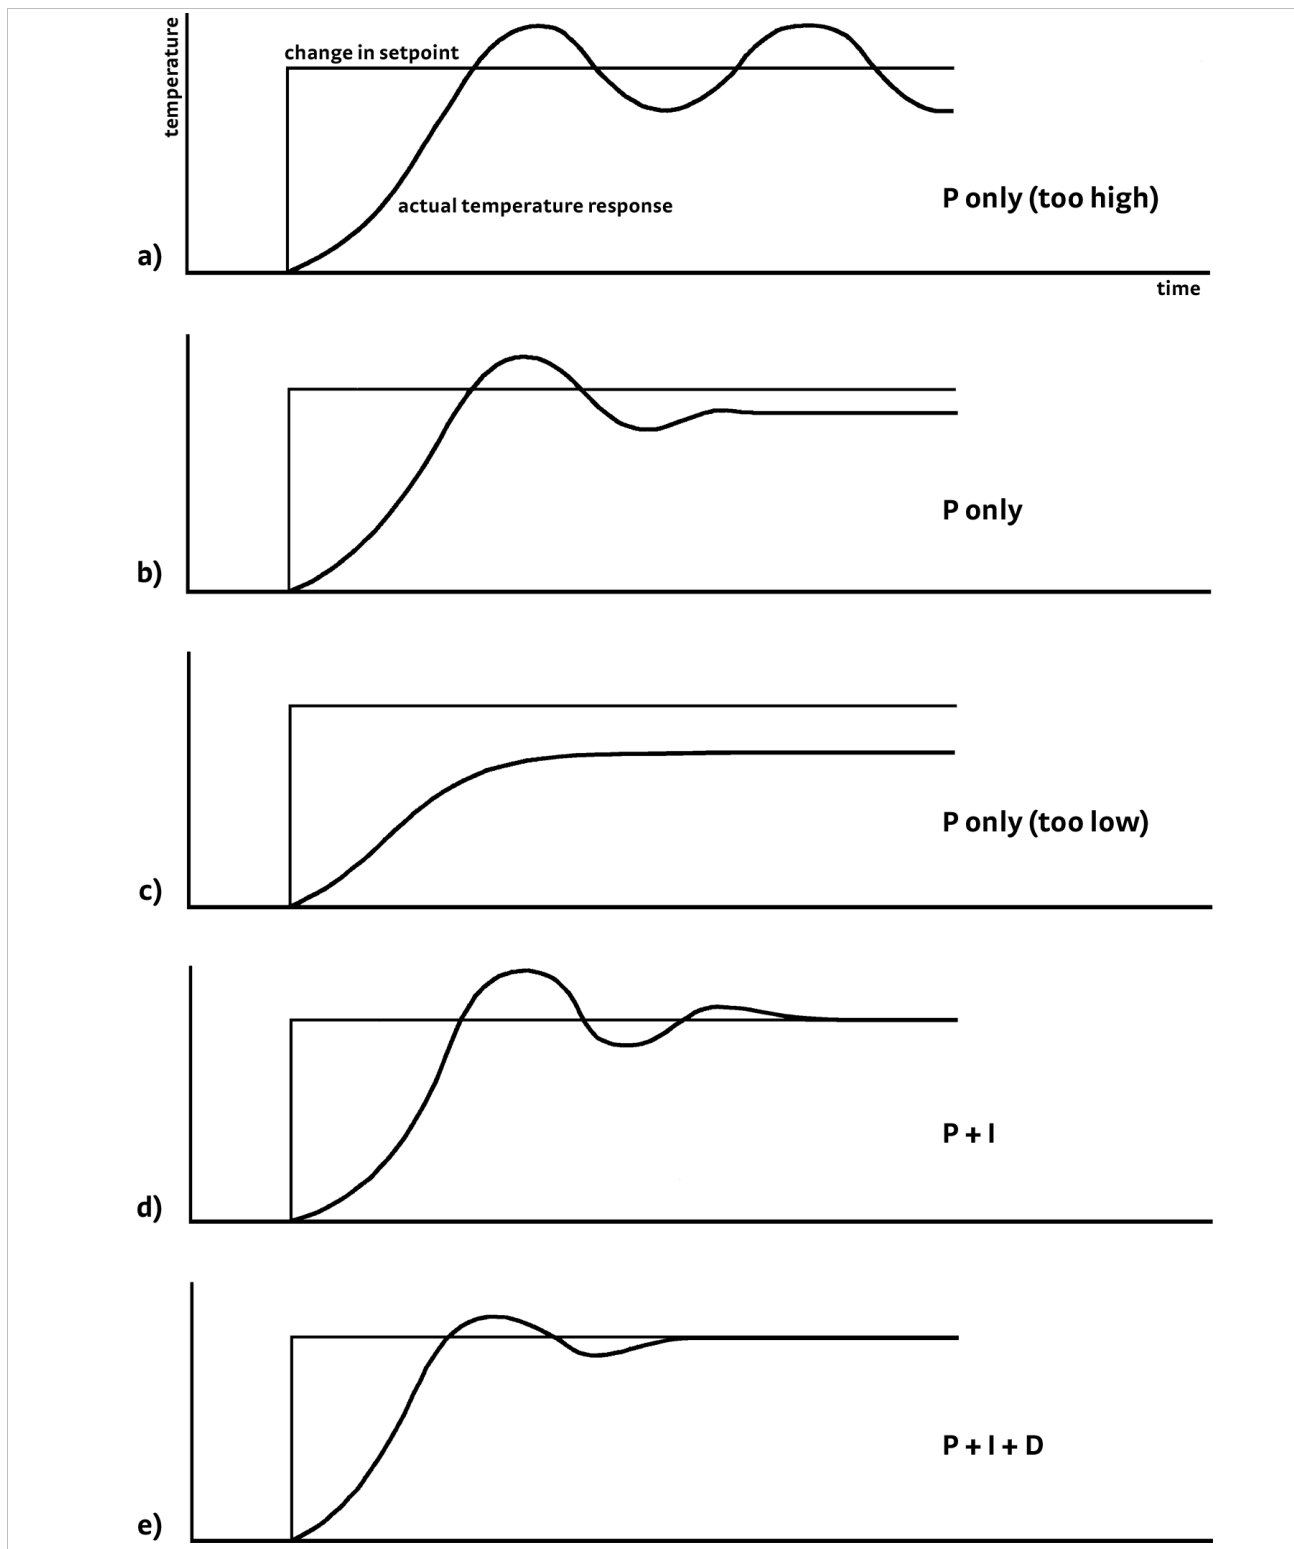 temperature
change in setpoint
actual temperature response
P only (too high)
a)
time
P only
b)
P only (too low)
c)
P + I
d)
P + I + D
e)